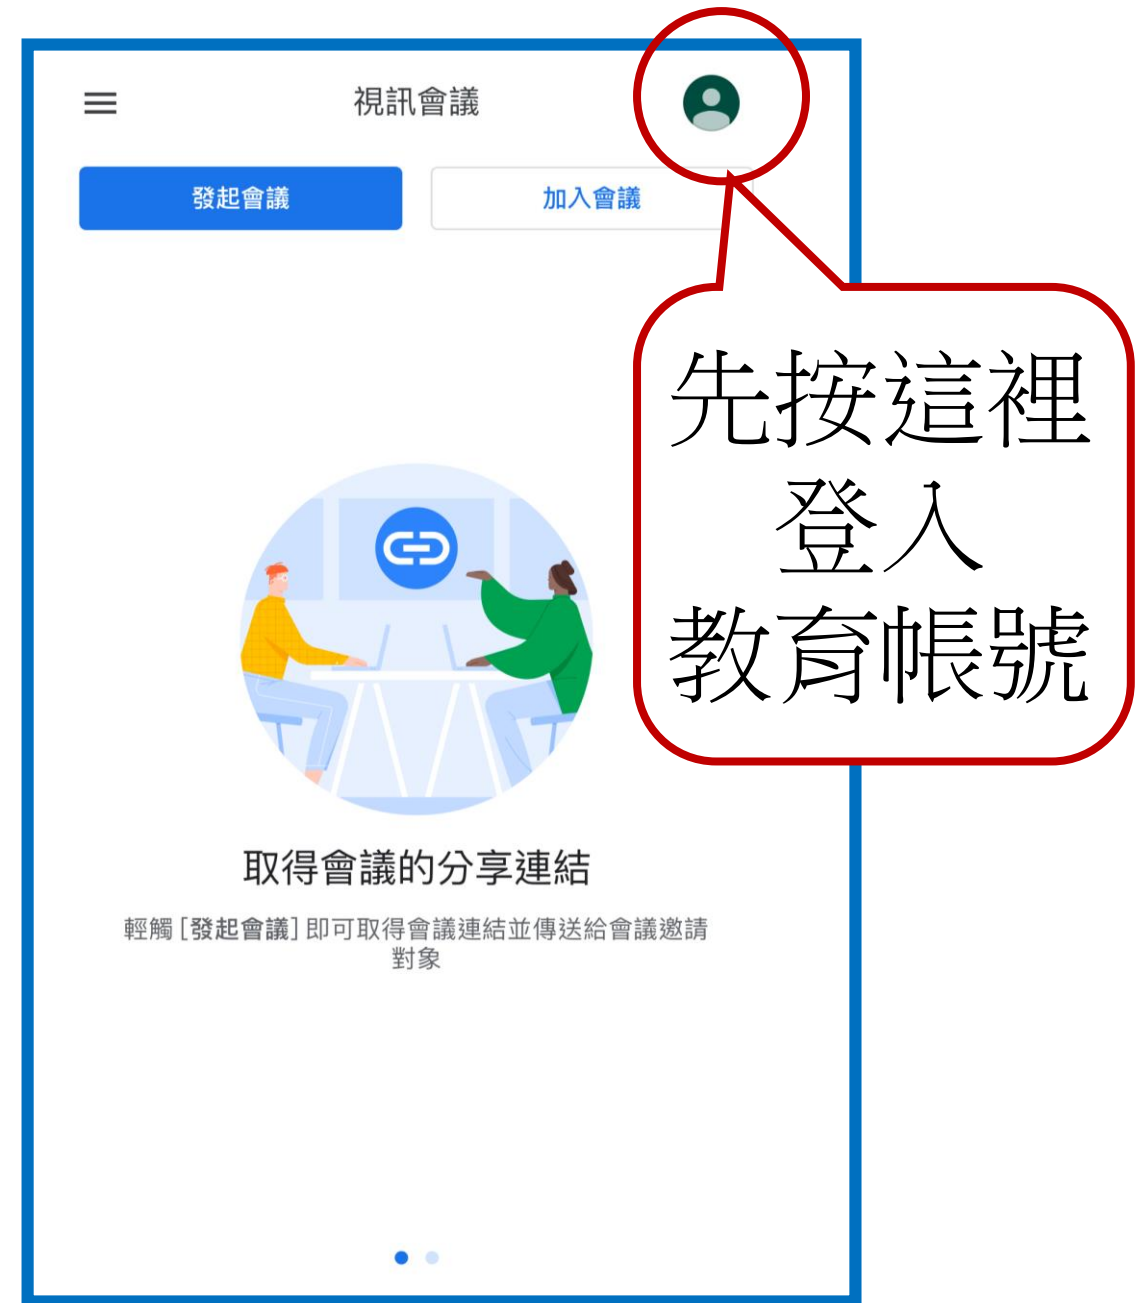 視訊會議
發起會議
加入會議
先按這裡
登入
教育帳號
取得會議的分享連結
輕觸 [發起會議] 即可取得會議連結並傳送給會議邀請
對象